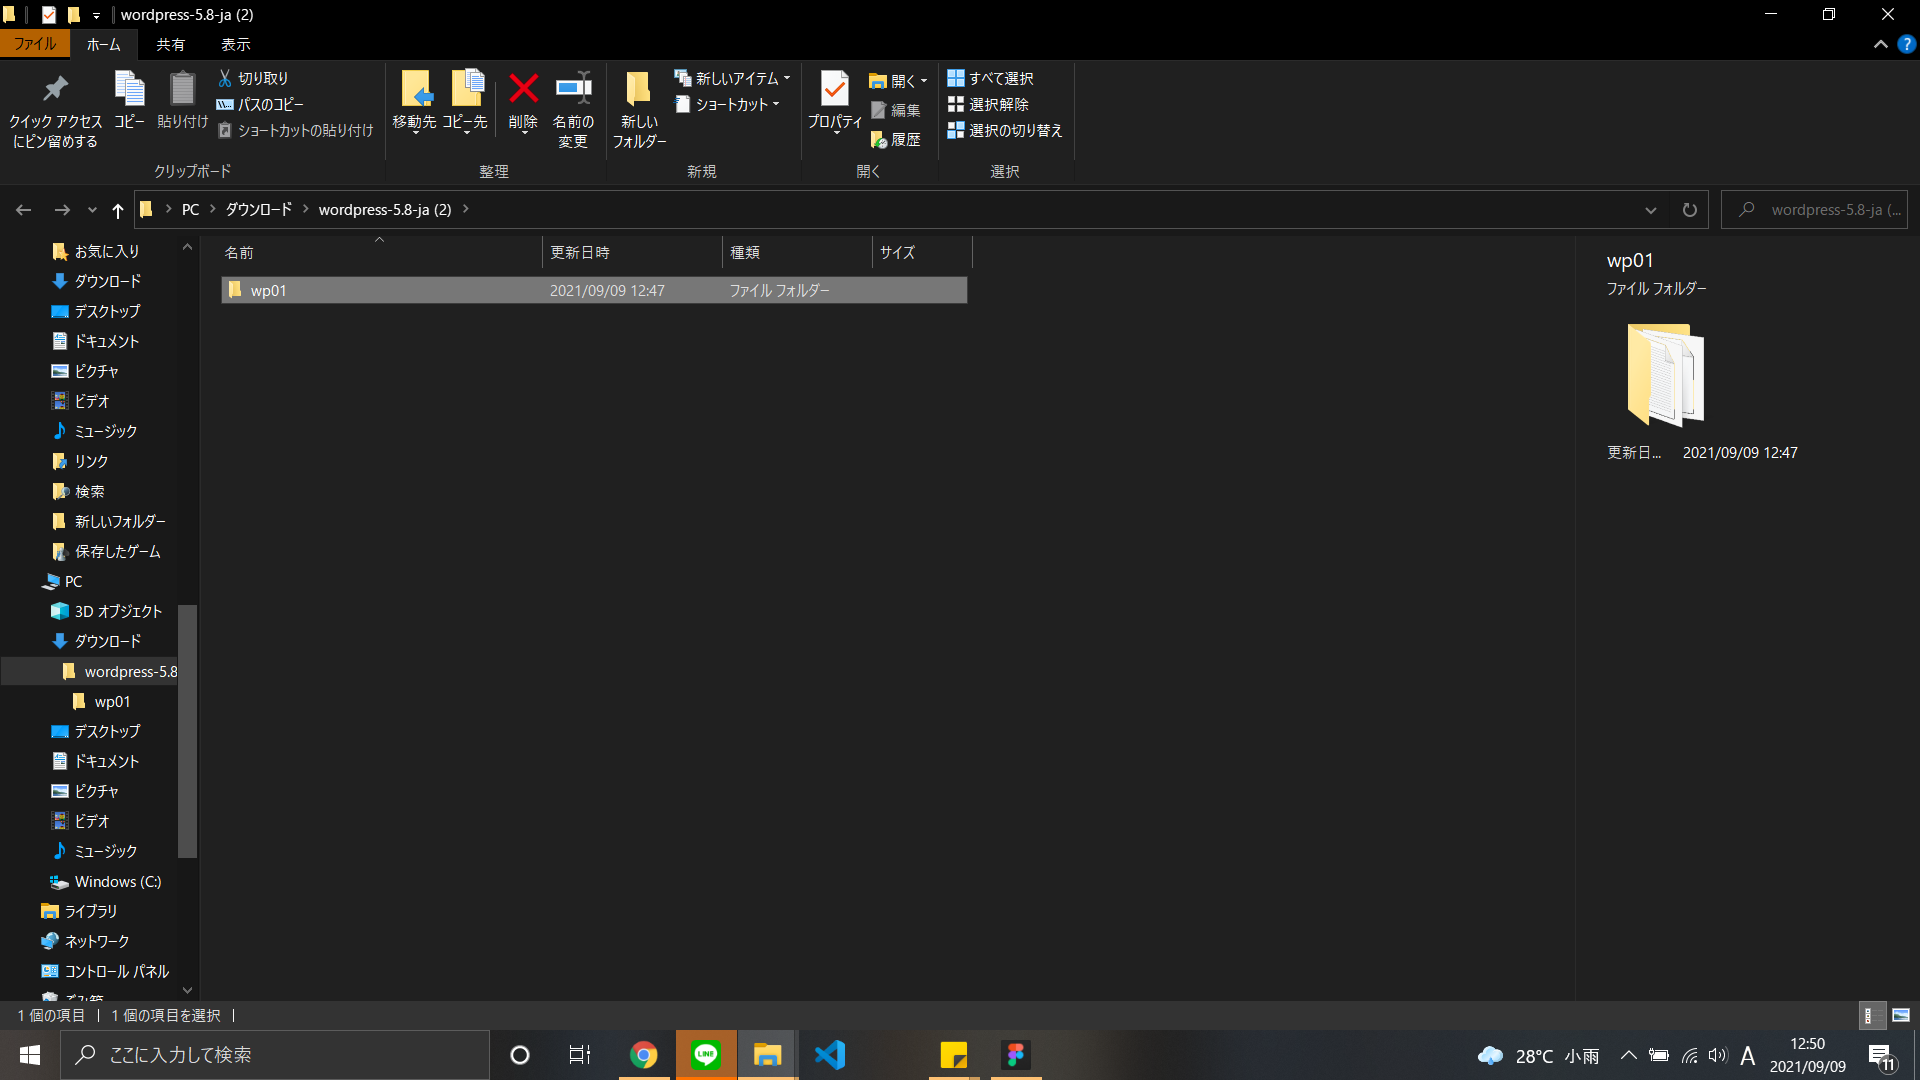 wordpress-5.8-ja (2)
ファイル ホーム 共有 表示
クイック アクセス
にピン留めする
コピー
貼り付け
切り取り
パスのコピー
ショートカットの貼り付け
クリップボード
移動先
コピー先
削除
名前の
変更
整理
新しい
フォルダー
新しいアイテム
ショートカット
新規
プロパティ
開く
編集
履歴
開く
すべて選択
選択解除
選択の切り替え
選択
PC ダウンロード wordpress-5.8-ja (2)
wordpress-5.8-ja (...
お気に入り
ダウンロード
デスクトップ
ドキュメント
ピクチャ
ビデオ
ミュージック
リンク
検索
新しいフォルダー
保存したゲーム
PC
3D オブジェクト
ダウンロード
wordpress-5.8
wp01
デスクトップ
ドキュメント
ピクチャ
ビデオ
ミュージック
Windows (C:)
ライブラリ
ネットワーク
コントロール パネル
ごみ箱
名前 更新日時 種類 サイズ
wp01 2021/09/09 12:47 ファイル フォルダー
wp01
ファイル フォルダー
更新日... 2021/09/09 12:47
1 個の項目 1 個の項目を選択
ここに入力して検索
LINE
28°C 小雨
A
12:50
2021/09/09
11